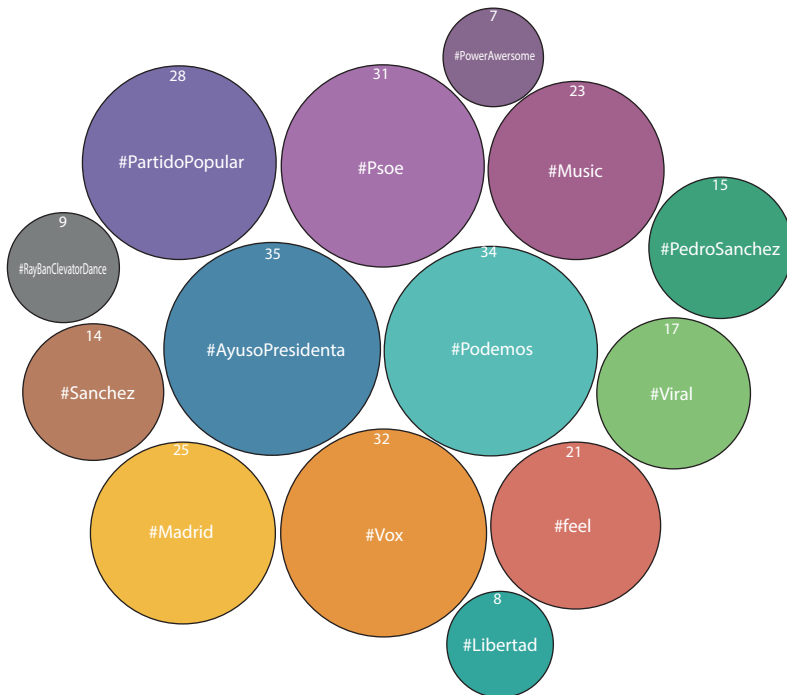 7
#PowerAwersome
28
#PartidoPopular
31
#Psoe
23
#Music
15
#PedroSanchez
9
#RayBanClevatorDance
35
#AyusoPresidenta
34
#Podemos
17
#Viral
14
#Sanchez
25
#Madrid
32
#Vox
21
#feel
8
#Libertad